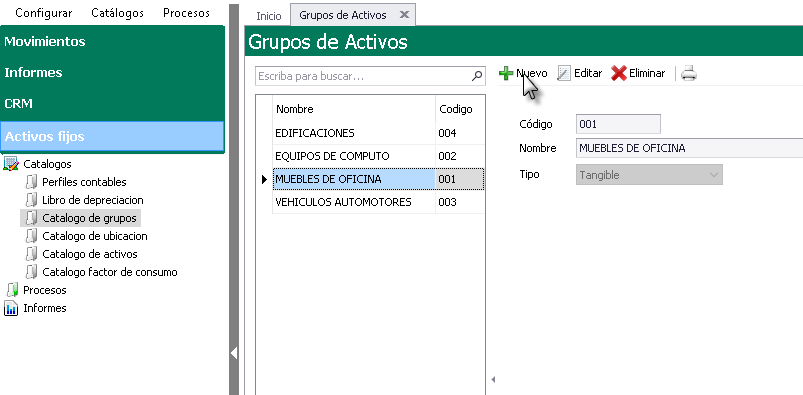 Configurar Catálogos Procesos
Movimientos
Informes
CRM
Activos fijos
Catalogos
Perfiles contables
Libro de depreciacion
Catalogo de grupos
Catalogo de ubicacion
Catalogo de activos
Catalogo factor de consumo
Procesos
Informes
Inicio Grupos de Activos
Grupos de Activos
Escriba para buscar...
Nombre Codigo
EDIFICACIONES 004
EQUIPOS DE COMPUTO 002
MUEBLES DE OFICINA 001
VEHICULOS AUTOMOTORES 003
Nuevo Editar Eliminar
Código 001
Nombre MUEBLES DE OFICINA
Tipo Tangible